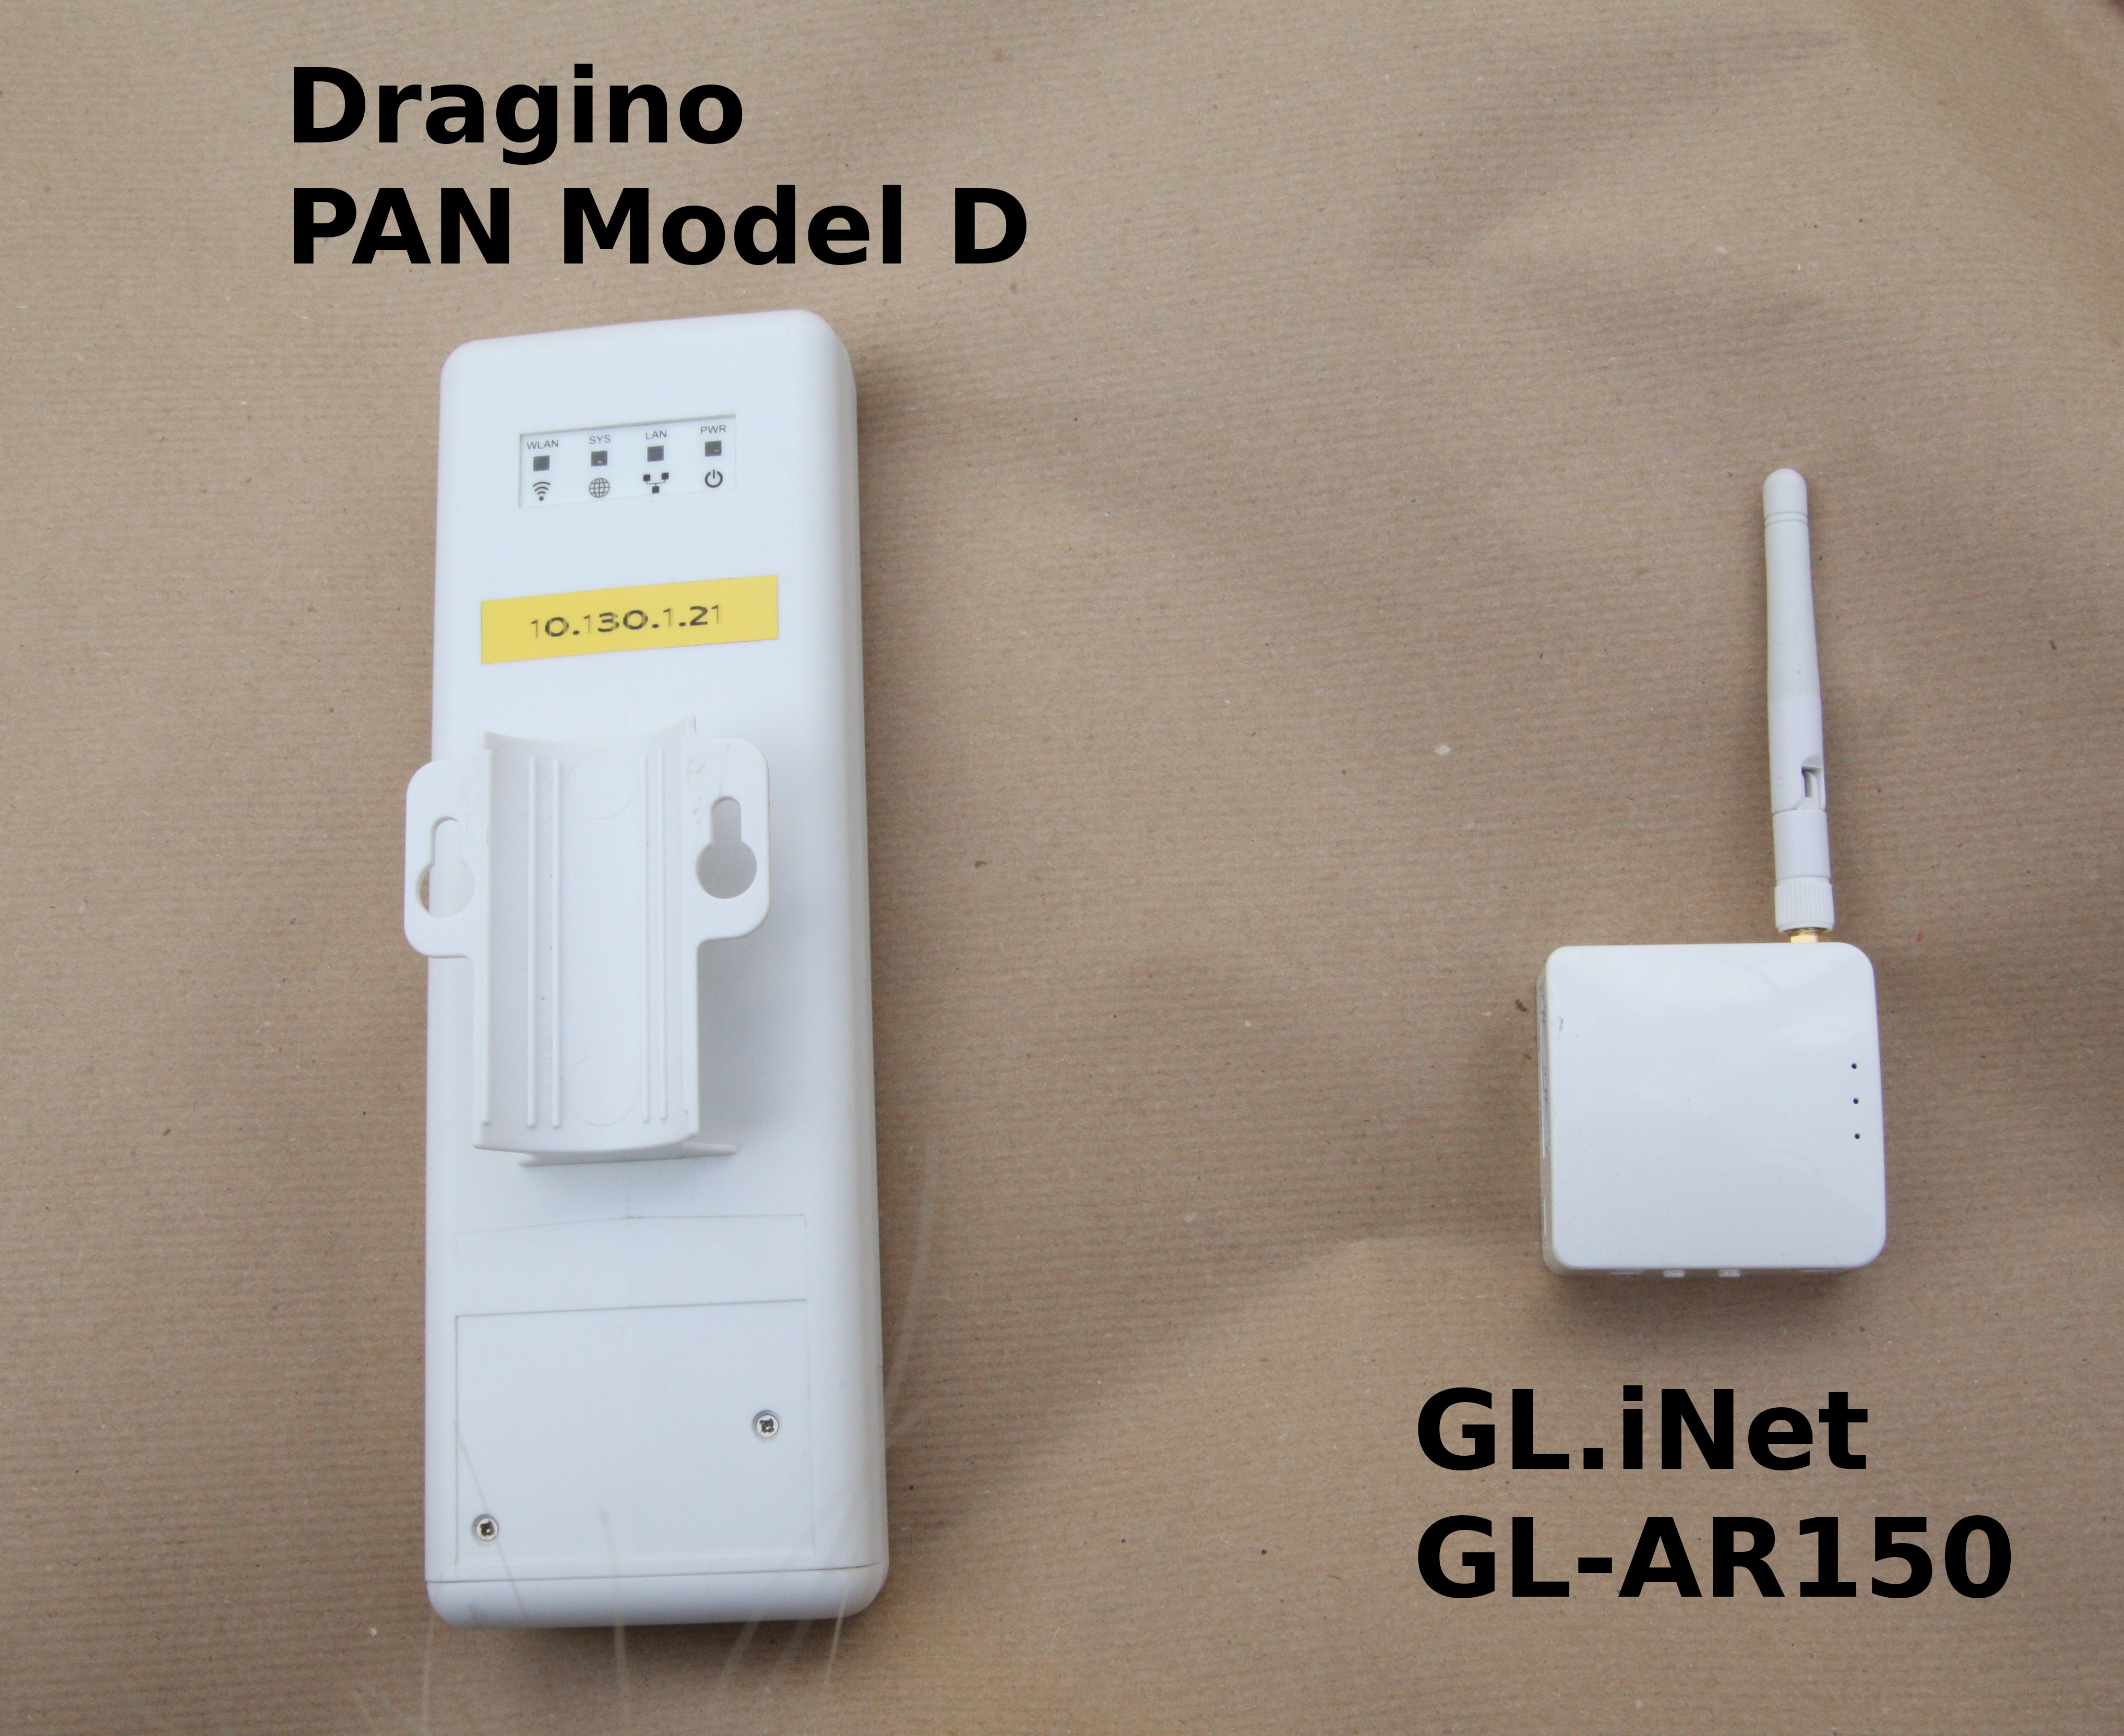 Dragino
PAN Model D
WLAN SYS LAN PWR
10.130.1.21
GL.iNet
GL-AR150